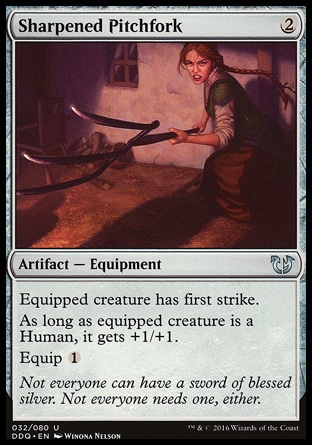 Sharpened Pitchfork 2
Artifact — Equipment
Equipped creature has first strike.
As long as equipped creature is a
Human, it gets +1/+1.
Equip 1
Not everyone can have a sword of blessed
silver. Not everyone needs one, either.
032/080 U
DDQ • EN Winona Nelson ™ & © 2016 Wizards of the Coast